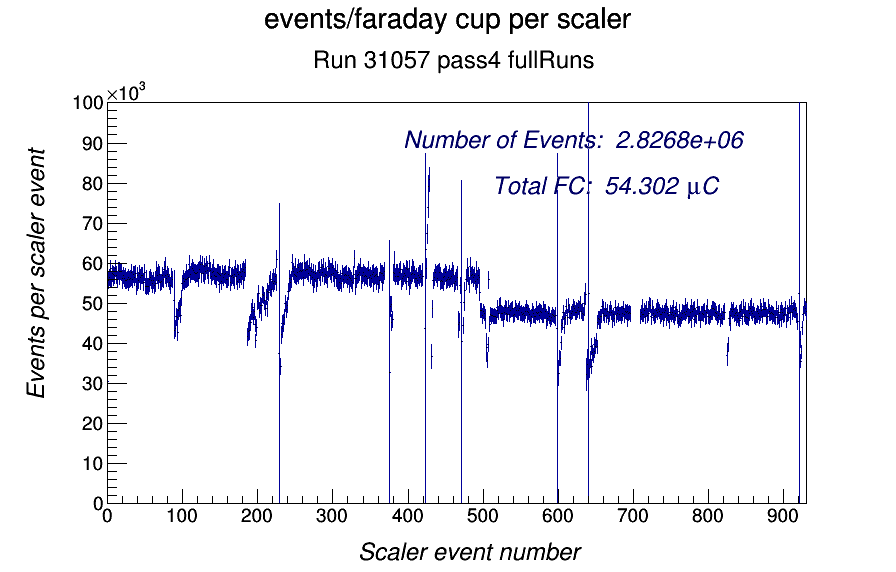 events/faraday cup per scaler
Run 31057 pass4 fullRuns
×10³
100
90
80
70
60
50
40
30
20
10
0
Events per scaler event
Number of Events: 2.8268e+06
Total FC: 54.302 μC
0 100 200 300 400 500 600 700 800 900
Scaler event number